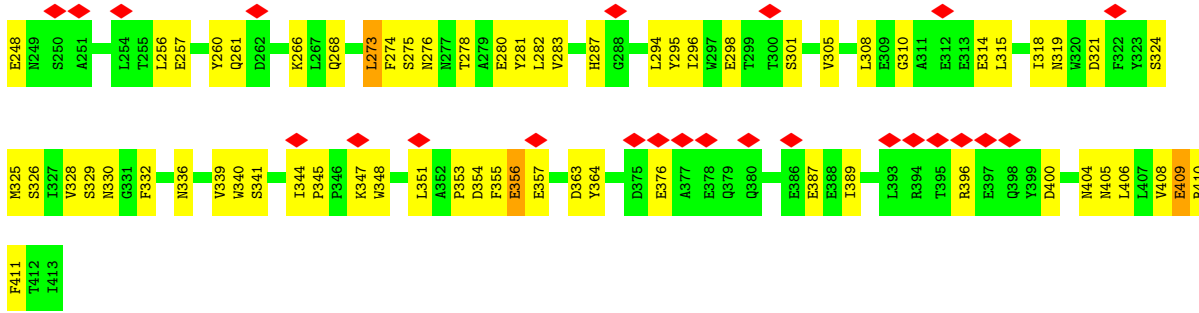 E248 N249 S250 A251 L254 T255 L256 E257 Y260 Q261 D262 K266 L267 Q268 L273 F274 S275 N276 N277 T278 A279 E280 Y281 L282 V283 H287 G288 L294 Y295 I296 W297 E298 T299 T300 S301 V305 L308 E309 G310 A311 E312 E313 E314 L315 I318 N319 W320 D321 F322 Y323 S324
M325 S326 I327 V328 S329 N330 G331 F332 N336 V339 W340 S341 I344 P345 P346 K347 W348 L351 A352 P353 D354 F355 E356 E357 D363 Y364 D375 E376 A377 E378 Q379 Q380 E386 E387 E388 I389 L393 R394 T395 R396 E397 Q398 Y399 D400 N404 N405 L406 L407 V408 E409
F411 T412 I413